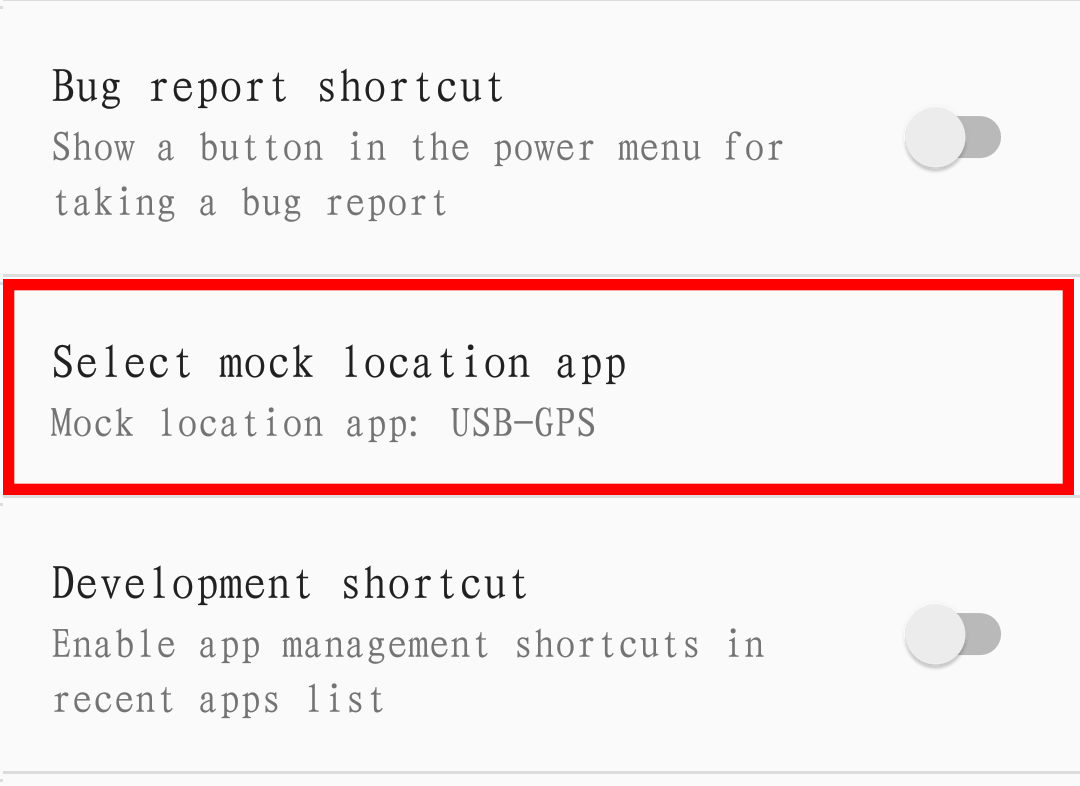 Bug report shortcut
Show a button in the power menu for
taking a bug report
Select mock location app
Mock location app: USB-GPS
Development shortcut
Enable app management shortcuts in
recent apps list